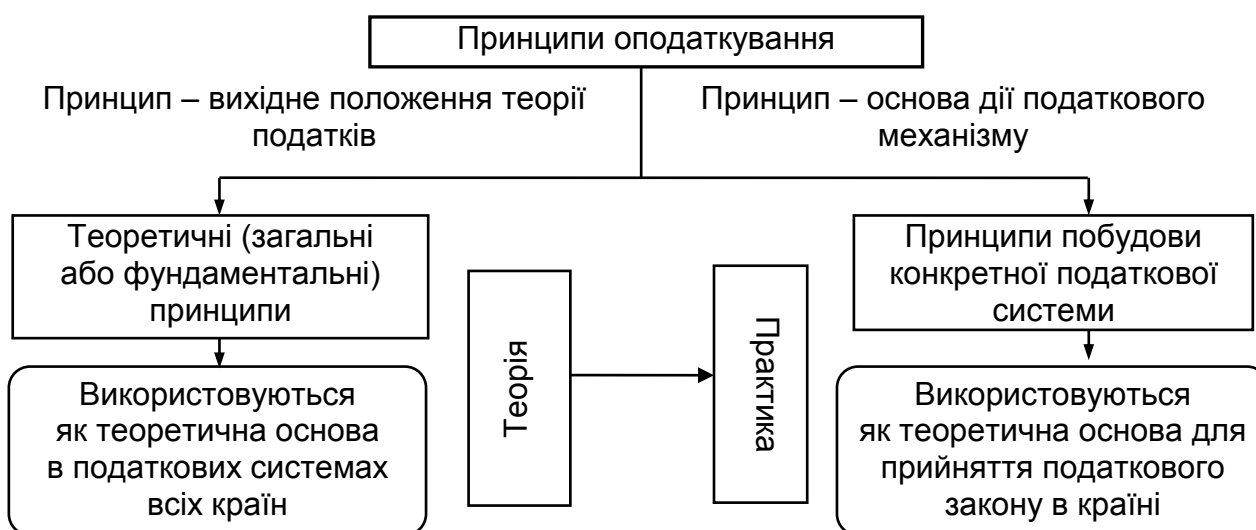 Принципи оподаткування
Принцип – вихідне положення теорії
податків
Принцип – основа дії податкового
механізму
Теоретичні (загальні
або фундаментальні)
принципи
Принципи побудови
конкретної податкової
системи
Теорія
Практика
Використовуються
як теоретична основа
в податкових системах
всіх країн
Використовуються
як теоретична основа для
прийняття податкового
закону в країні